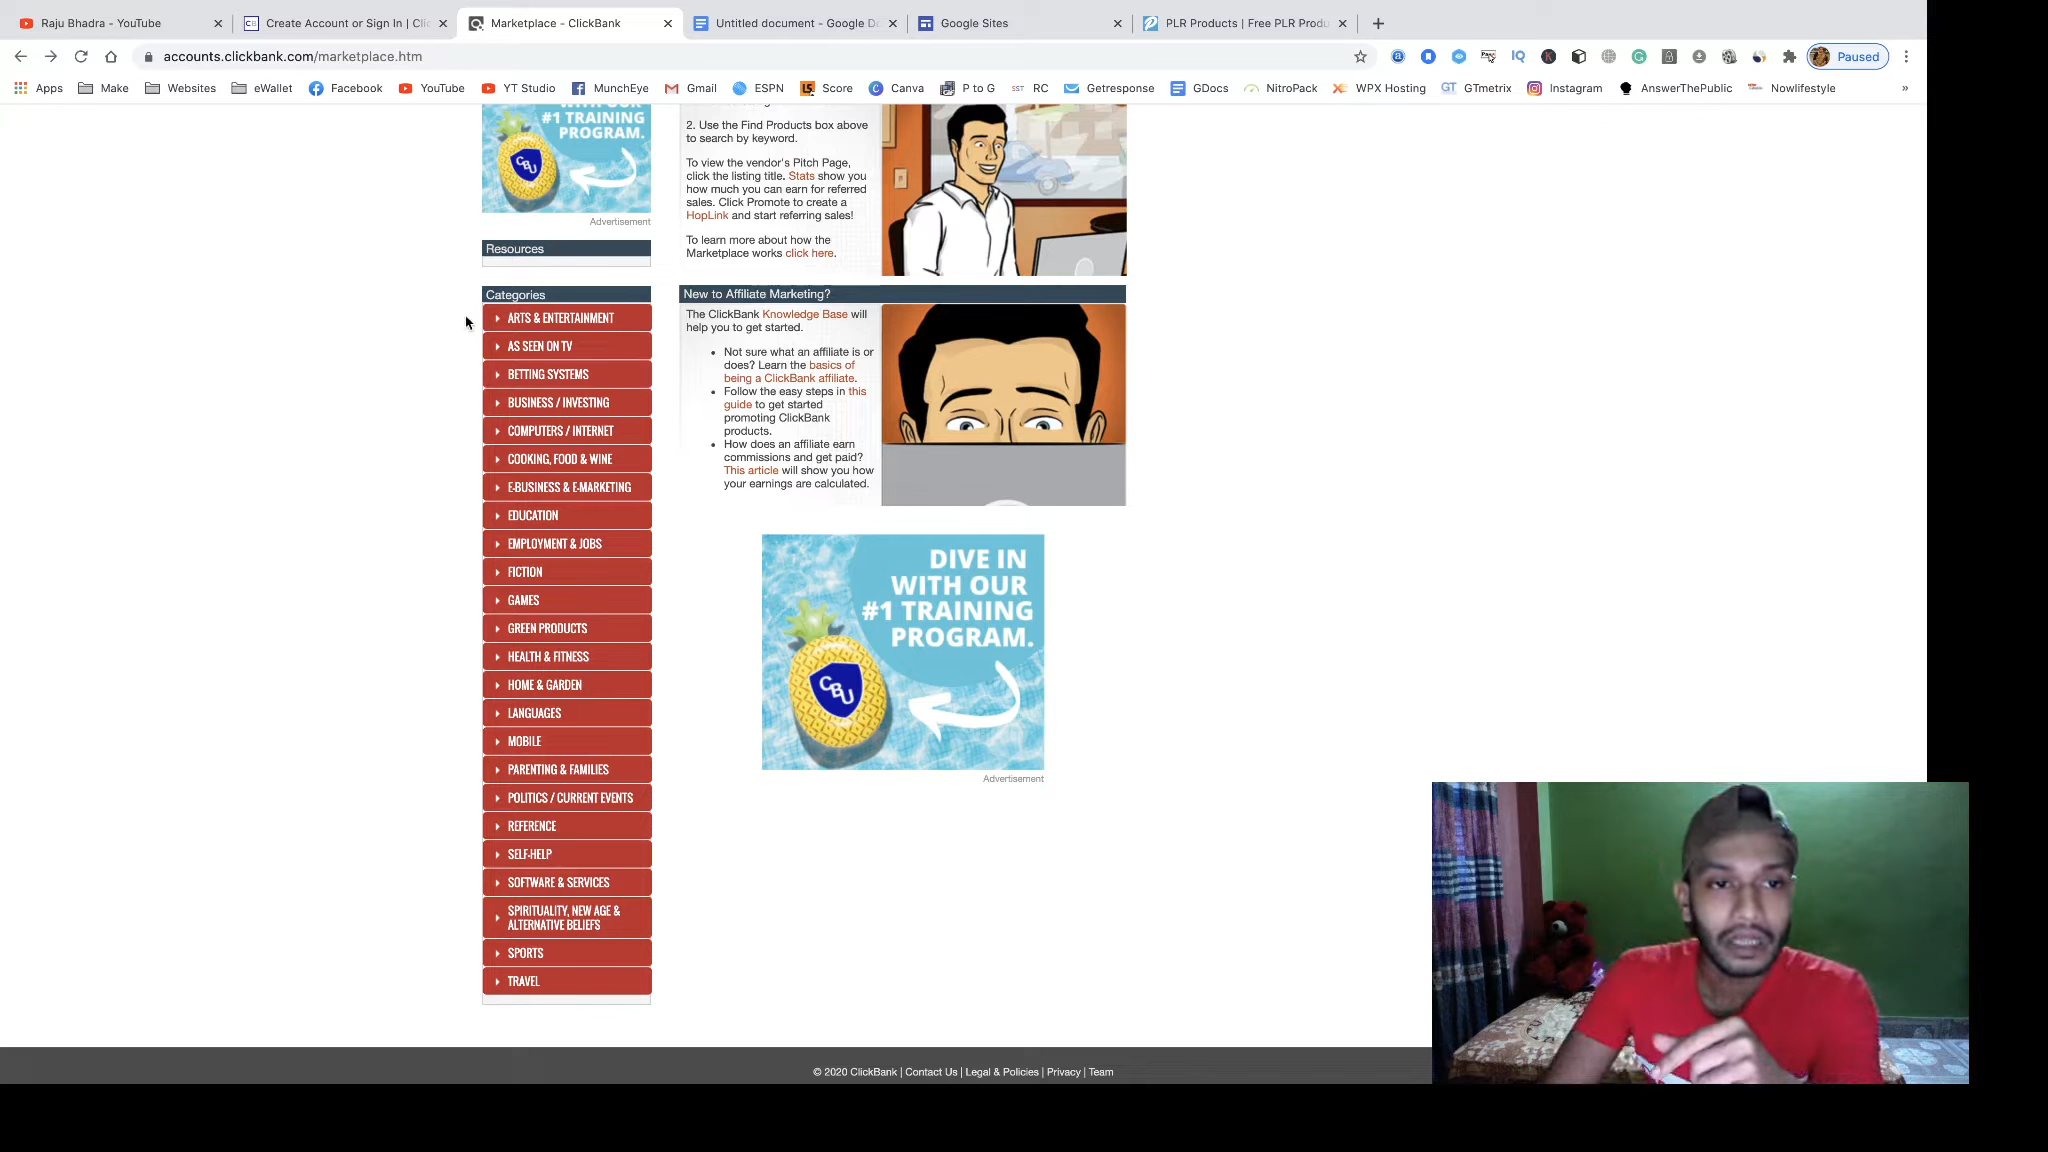 Raju Bhadra - YouTube
Create Account or Sign In | Clic
Marketplace - ClickBank
Untitled document - Google Do
Google Sites
PLR Products | Free PLR Produ
accounts.clickbank.com/marketplace.htm
Paused
Apps
Make
Websites
eWallet
Facebook
YouTube
YT Studio
MunchEye
Gmail
ESPN
Score
Canva
P to G
RC
Getresponse
GDocs
NitroPack
WPX Hosting
GTmetrix
Instagram
AnswerThePublic
Nowlifestyle
WITH OUR
#1 TRAINING
PROGRAM.
CBU
Advertisement
Resources
Categories
ARTS & ENTERTAINMENT
AS SEEN ON TV
BETTING SYSTEMS
BUSINESS / INVESTING
COMPUTERS / INTERNET
COOKING, FOOD & WINE
E-BUSINESS & E-MARKETING
EDUCATION
EMPLOYMENT & JOBS
FICTION
GAMES
GREEN PRODUCTS
HEALTH & FITNESS
HOME & GARDEN
LANGUAGES
MOBILE
PARENTING & FAMILIES
POLITICS / CURRENT EVENTS
REFERENCE
SELF-HELP
SOFTWARE & SERVICES
SPIRITUALITY, NEW AGE &
ALTERNATIVE BELIEFS
SPORTS
TRAVEL
2. Use the Find Products box above
to search by keyword.
To view the vendor's Pitch Page,
click the listing title. Stats show you
how much you can earn for referred
sales. Click Promote to create a
HopLink and start referring sales!
To learn more about how the
Marketplace works click here.
New to Affiliate Marketing?
The ClickBank Knowledge Base will
help you to get started.
Not sure what an affiliate is or
does? Learn the basics of
being a ClickBank affiliate.
Follow the easy steps in this
guide to get started
promoting ClickBank
products.
How does an affiliate earn
commissions and get paid?
This article will show you how
your earnings are calculated.
DIVE IN
WITH OUR
#1 TRAINING
PROGRAM.
CBU
Advertisement
© 2020 ClickBank | Contact Us | Legal & Policies | Privacy | Team